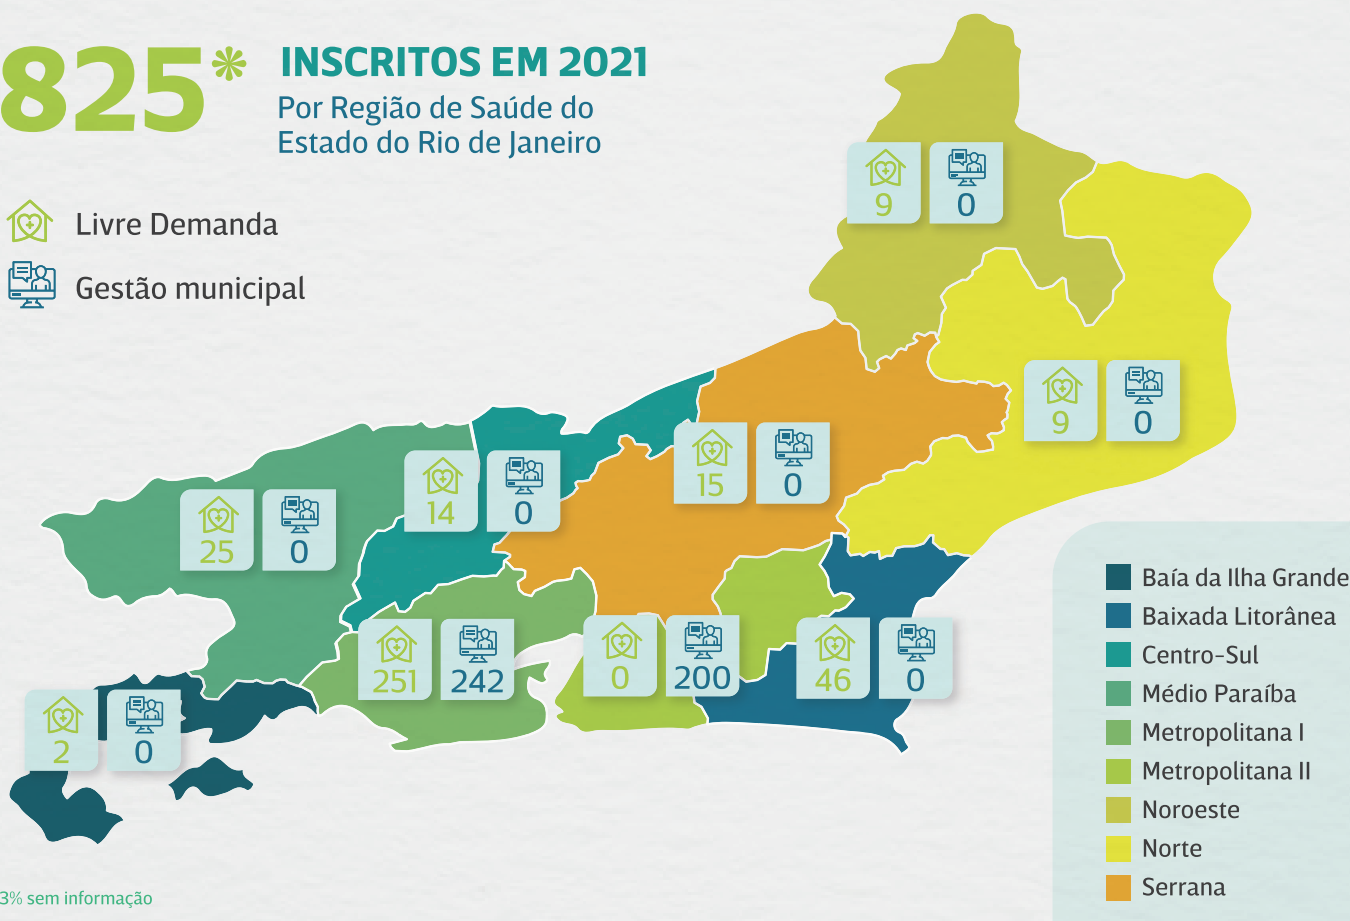 825*
INSCRITOS EM 2021
Por Região de Saúde do
Estado do Rio de Janeiro
Livre Demanda
Gestão municipal
9 0
9 0
15 0
14 0
25 0
251 242
0 200
46 0
2 0
Baía da Ilha Grande
Baixada Litorânea
Centro-Sul
Médio Paraíba
Metropolitana I
Metropolitana II
Noroeste
Norte
Serrana
3% sem informação